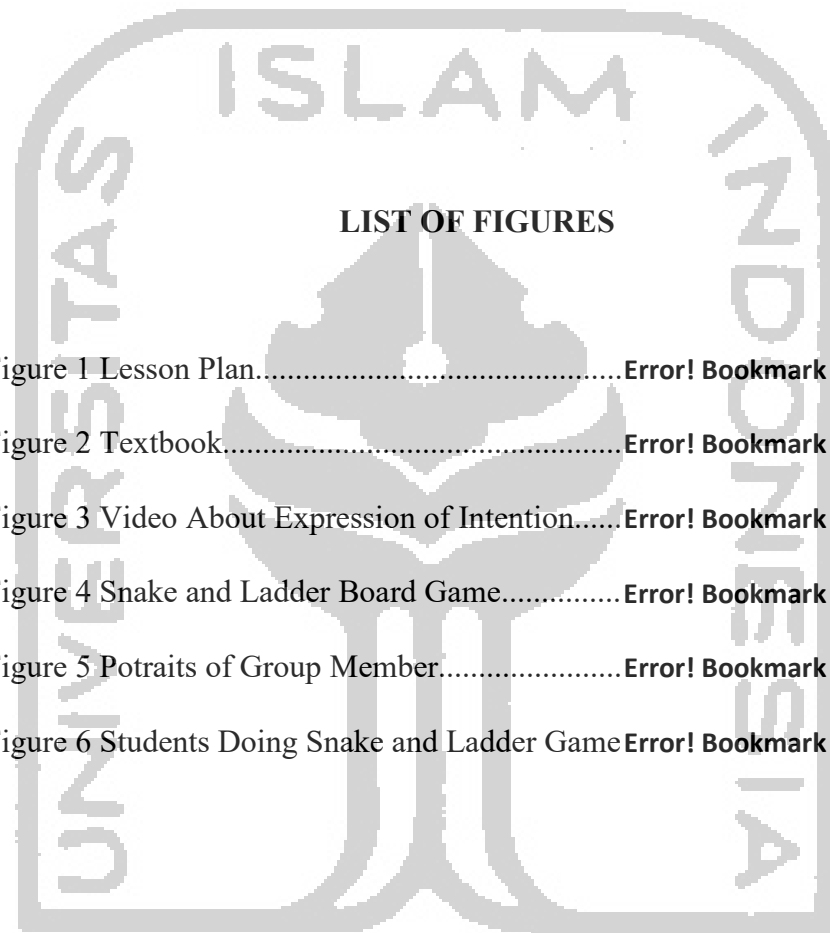 UNIVERSITAS
ISLAM
INDONESIA
LIST OF FIGURES
igure 1 Lesson Plan.............................................Error! Bookmark
igure 2 Textbook.................................................Error! Bookmark
igure 3 Video About Expression of Intention......Error! Bookmark
igure 4 Snake and Ladder Board Game...............Error! Bookmark
igure 5 Potraits of Group Member.......................Error! Bookmark
igure 6 Students Doing Snake and Ladder Game Error! Bookmark